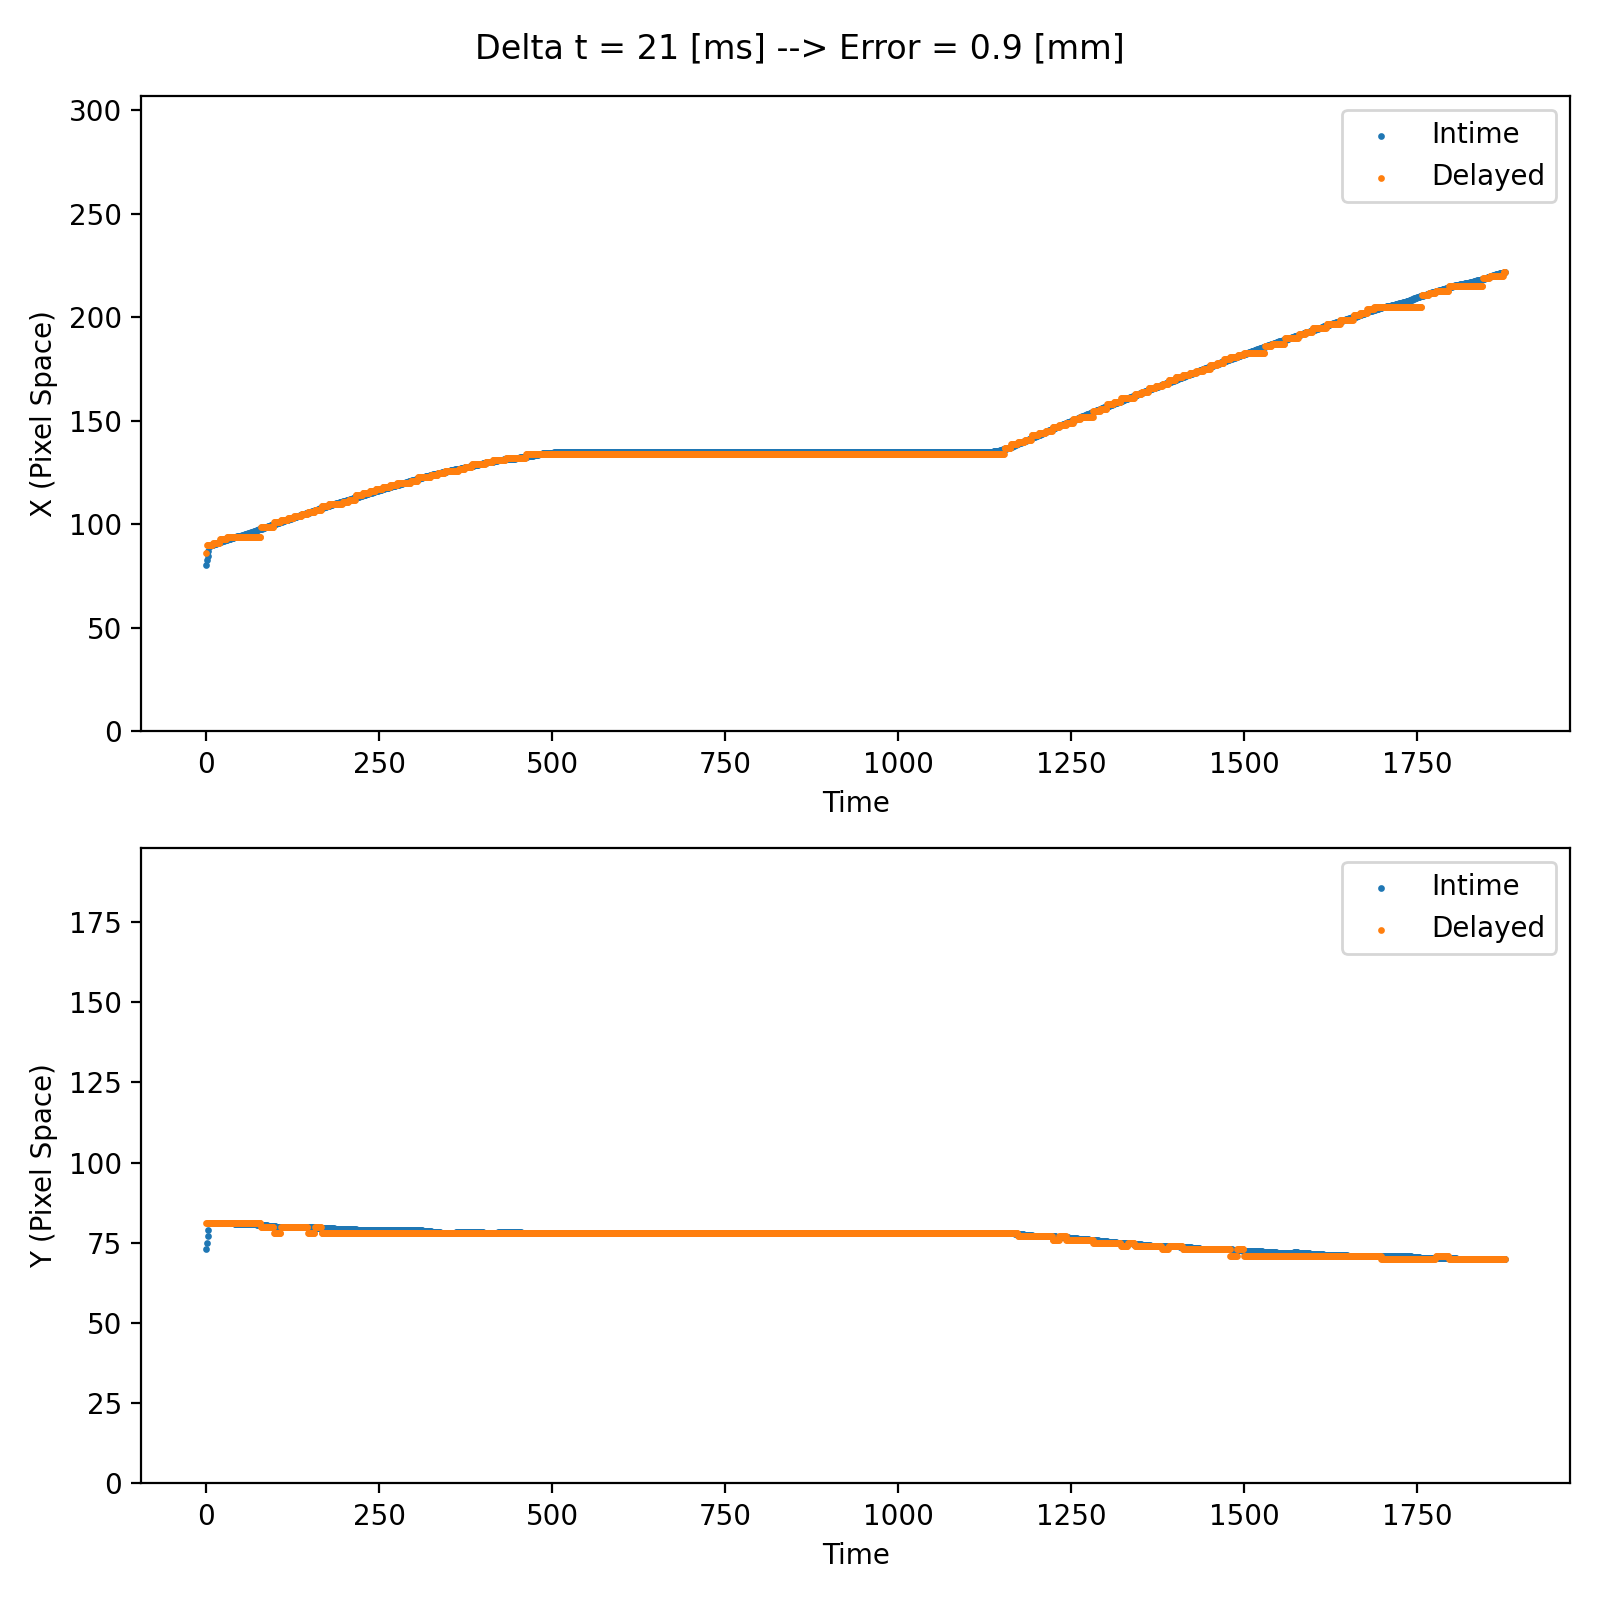 Delta t = 21 [ms] --> Error = 0.9 [mm]
300
250
200
150
100
50
0
X (Pixel Space)
Intime
Delayed
0 250 500 750 1000 1250 1500 1750
Time
175
150
125
100
75
50
25
0
Y (Pixel Space)
Intime
Delayed
0 250 500 750 1000 1250 1500 1750
Time